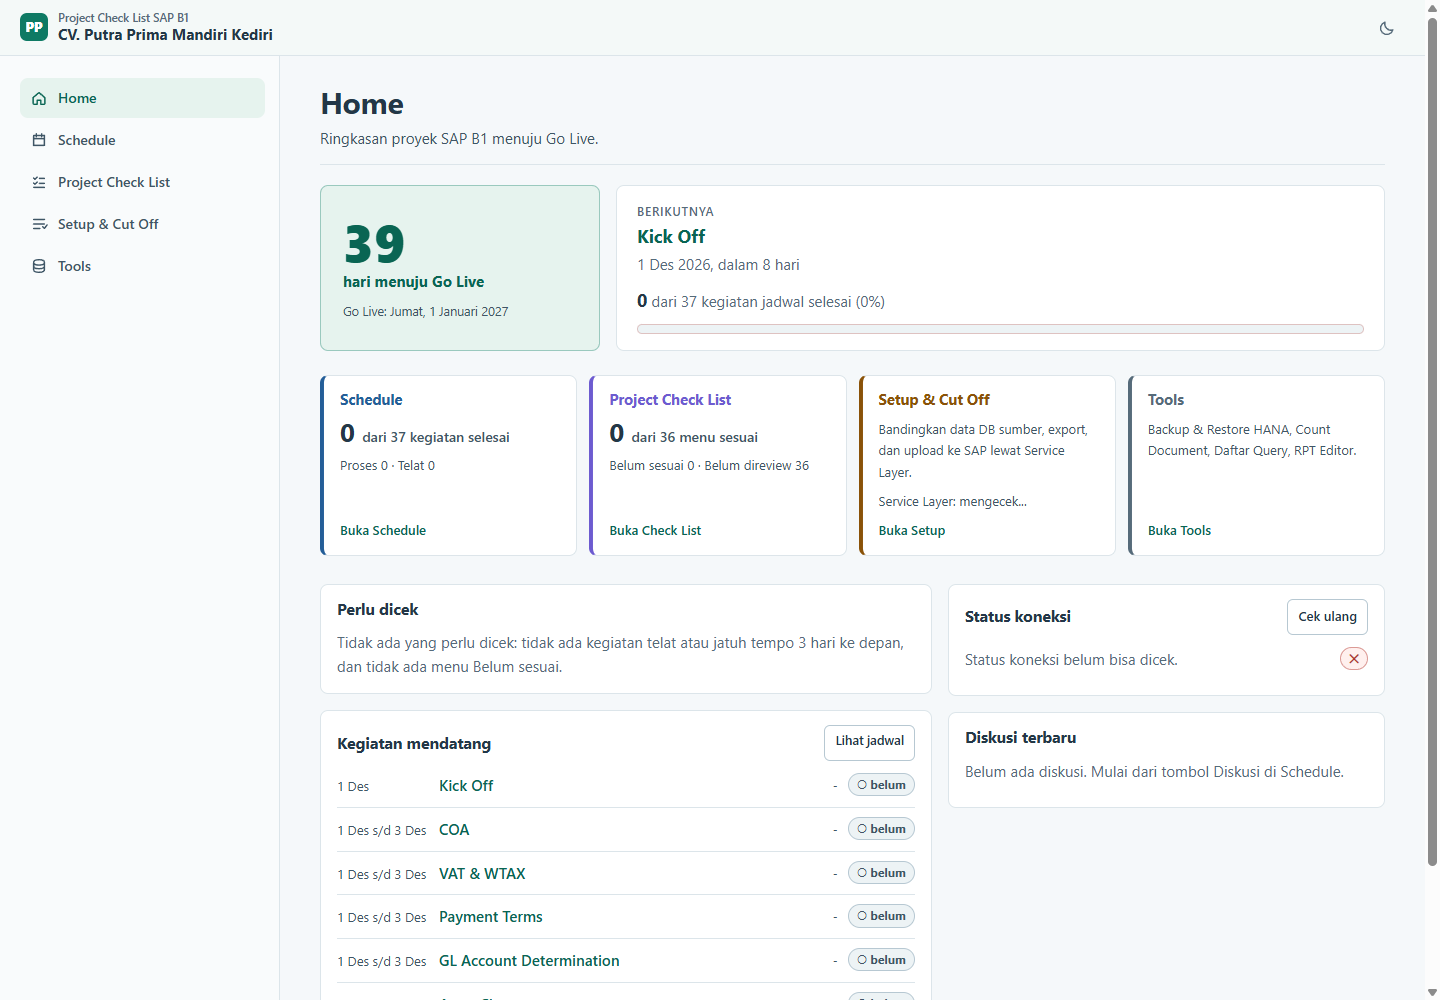 PP
Project Check List SAP B1
CV. Putra Prima Mandiri Kediri
Home
Schedule
Project Check List
Setup & Cut Off
Tools
Home
Ringkasan proyek SAP B1 menuju Go Live.
39
hari menuju Go Live
Go Live: Jumat, 1 Januari 2027
BERIKUTNYA
Kick Off
1 Des 2026, dalam 8 hari
0 dari 37 kegiatan jadwal selesai (0%)
Schedule
0 dari 37 kegiatan selesai
Proses 0 · Telat 0
Buka Schedule
Project Check List
0 dari 36 menu sesuai
Belum sesuai 0 · Belum direview 36
Buka Check List
Setup & Cut Off
Bandingkan data DB sumber, export,
dan upload ke SAP lewat Service
Layer.
Service Layer: mengecek...
Buka Setup
Tools
Backup & Restore HANA, Count
Document, Daftar Query, RPT Editor.
Buka Tools
Perlu dicek
Tidak ada yang perlu dicek: tidak ada kegiatan telat atau jatuh tempo 3 hari ke depan,
dan tidak ada menu Belum sesuai.
Status koneksi
Cek ulang
Status koneksi belum bisa dicek.
Kegiatan mendatang
Lihat jadwal
1 Des Kick Off - belum
1 Des s/d 3 Des COA - belum
1 Des s/d 3 Des VAT & WTAX - belum
1 Des s/d 3 Des Payment Terms - belum
1 Des s/d 3 Des GL Account Determination - belum
Diskusi terbaru
Belum ada diskusi. Mulai dari tombol Diskusi di Schedule.